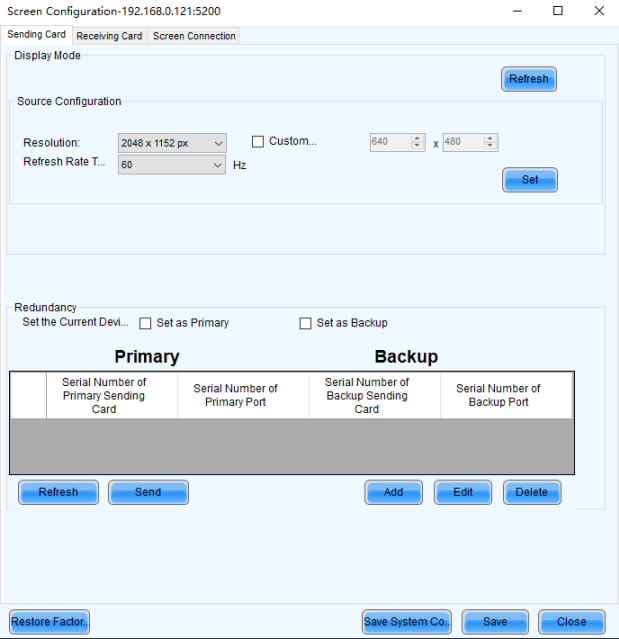 Screen Configuration-192.168.0.121:5200
Sending Card Receiving Card Screen Connection
Display Mode
Refresh
Source Configuration
Resolution: 2048 x 1152 px Custom... 640 x 480
Refresh Rate T... 60 Hz
Set
Redundancy
Set the Current Devi... Set as Primary Set as Backup
Primary Backup
Serial Number of
Primary Sending
Card
Serial Number of
Primary Port
Serial Number of
Backup Sending
Card
Serial Number of
Backup Port
Refresh Send Add Edit Delete
Restore Factor.. Save System Co.. Save Close